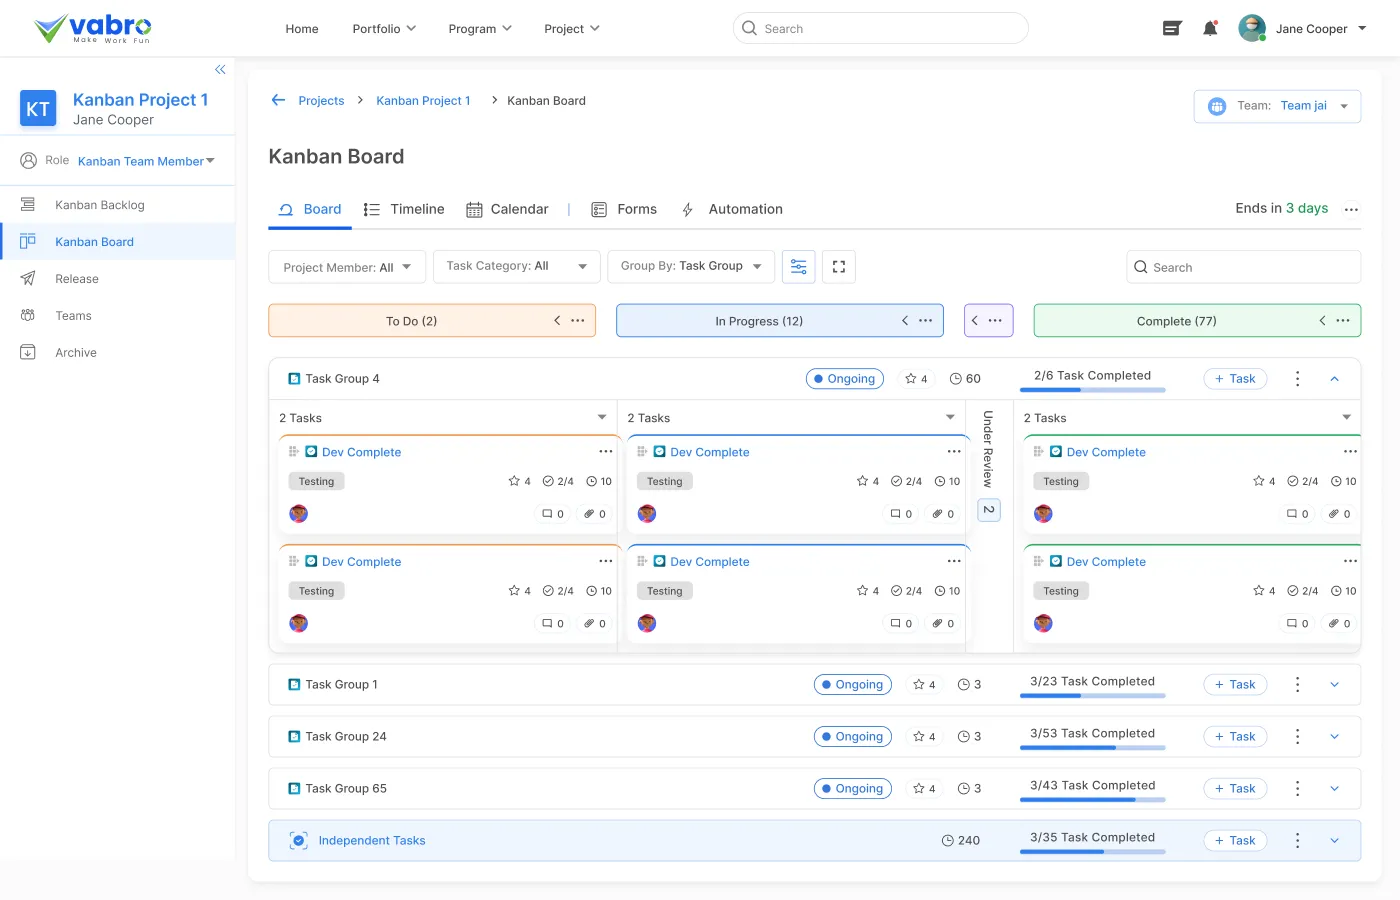 vabro
Make Work Fun
Home Portfolio Program Project
Search
Jane Cooper
KT
Kanban Project 1
Jane Cooper
Role Kanban Team Member
Kanban Backlog
Kanban Board
Release
Teams
Archive
Projects Kanban Project 1 Kanban Board
Team: Team jai
Kanban Board
Board Timeline Calendar | Forms Automation
Ends in 3 days
Project Member: All Task Category: All Group By: Task Group
Search
To Do (2) In Progress (12) Complete (77)
Task Group 4 Ongoing 4 60 2/6 Task Completed + Task
2 Tasks 2 Tasks 2 Tasks
Under Review
2
Dev Complete Dev Complete Dev Complete
Testing 4 2/4 10 Testing 4 2/4 10 Testing 4 2/4 10
0 0 0 0 0 0
Dev Complete Dev Complete Dev Complete
Testing 4 2/4 10 Testing 4 2/4 10 Testing 4 2/4 10
0 0 0 0 0 0
Task Group 1 Ongoing 4 3 3/23 Task Completed + Task
Task Group 24 Ongoing 4 3 3/53 Task Completed + Task
Task Group 65 Ongoing 4 3 3/43 Task Completed + Task
Independent Tasks 240 3/35 Task Completed + Task